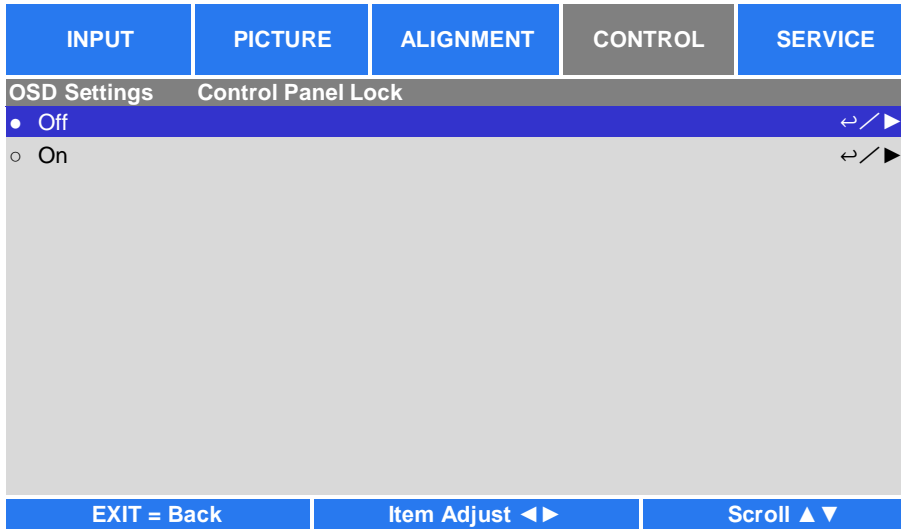 INPUT PICTURE ALIGNMENT CONTROL SERVICE
OSD Settings Control Panel Lock
● Off ↩／►
○ On ↩／►
EXIT = Back Item Adjust ◄► Scroll ▲▼